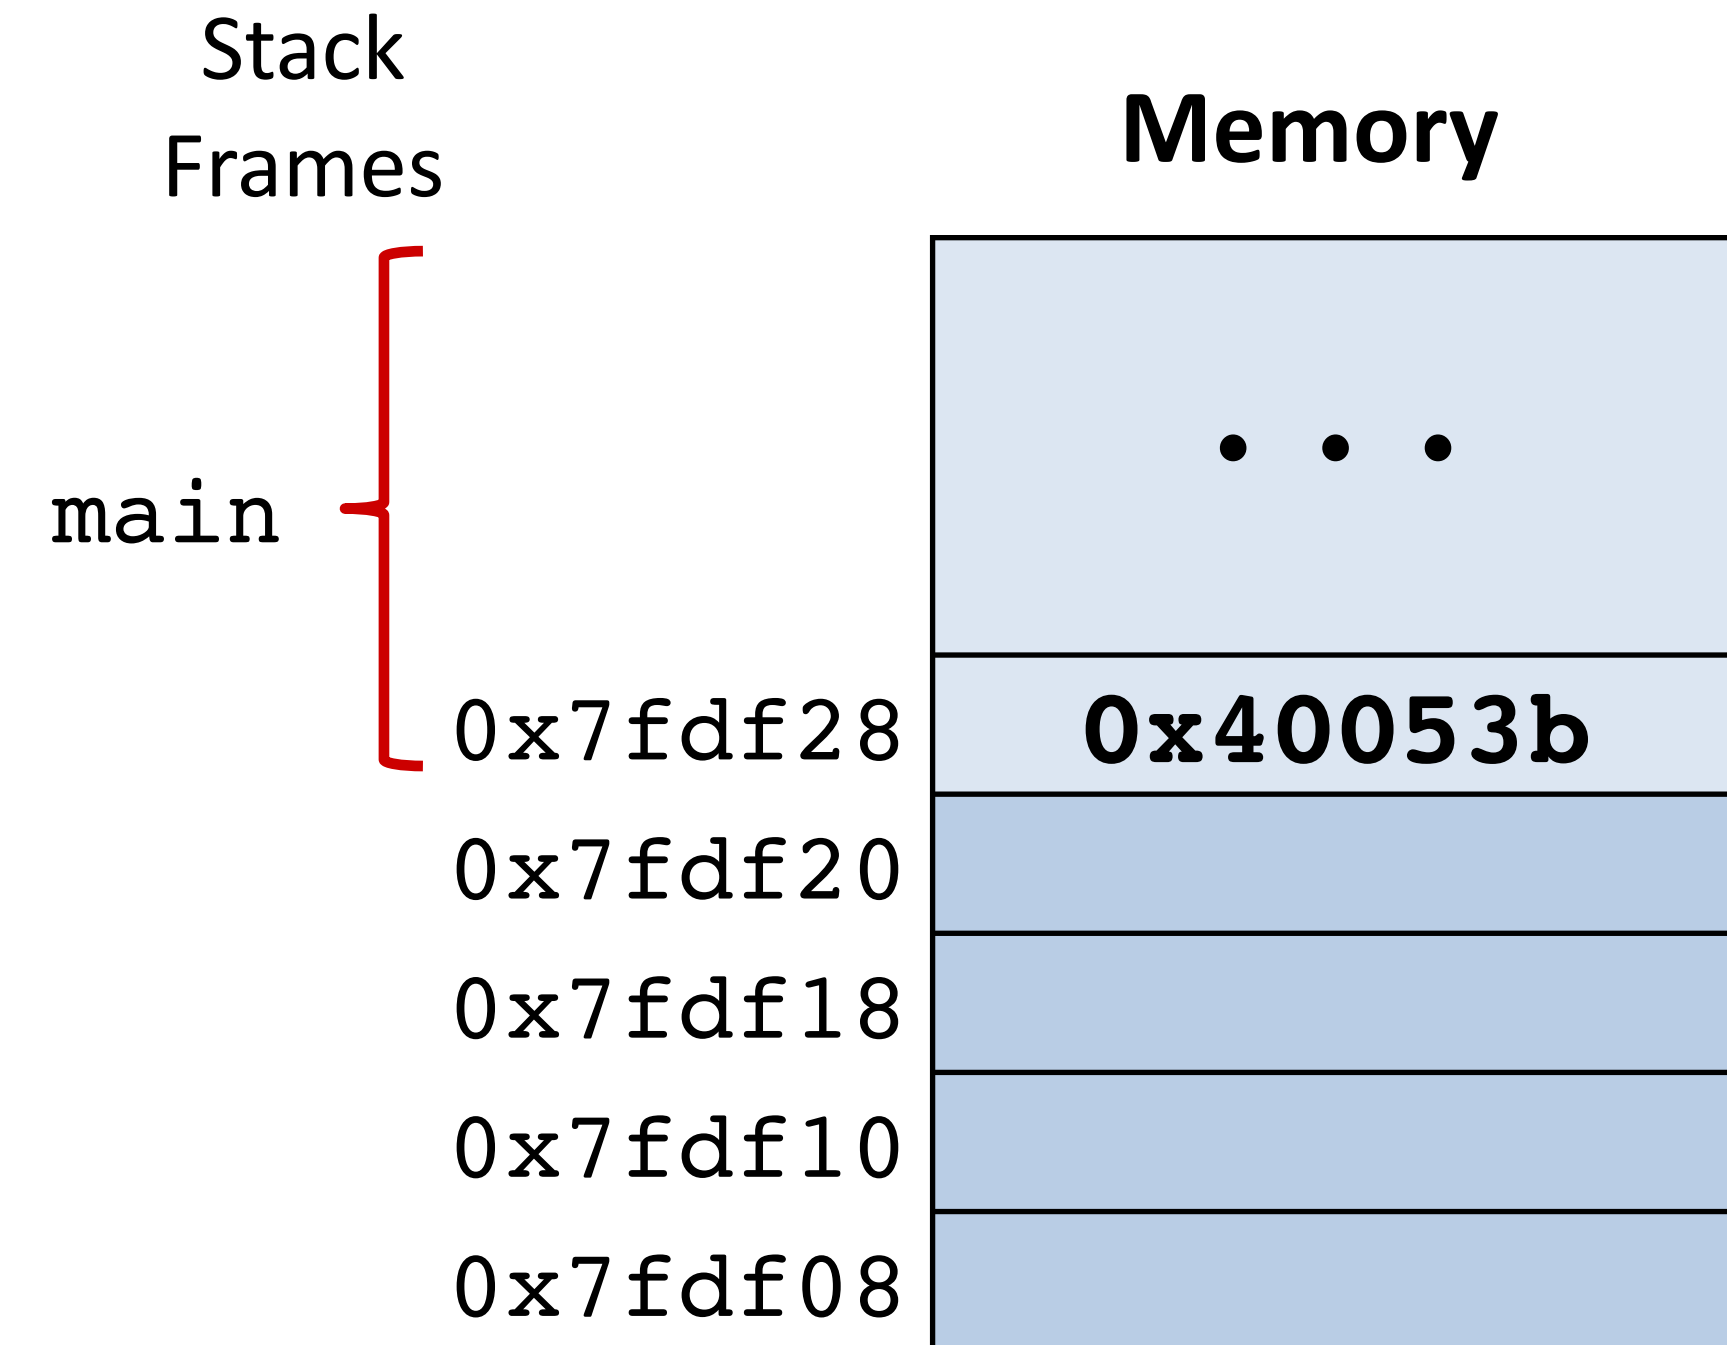 Stack
Frames
Memory
. . .
main
0x7fdf28 0x40053b
0x7fdf20
0x7fdf18
0x7fdf10
0x7fdf08